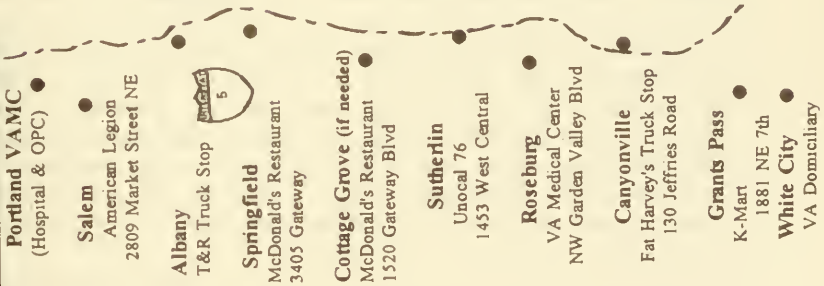 Portland VAMC
(Hospital & OPC)
Salem
American Legion
2809 Market Street NE
Albany
T&R Truck Stop
INTERSTATE
5
Springfield
McDonald's Restaurant
3405 Gateway
Cottage Grove (if needed)
McDonald's Restaurant
1520 Gateway Blvd
Sutherlin
Unocal 76
1453 West Central
Roseburg
VA Medical Center
NW Garden Valley Blvd
Canyonville
Fat Harvey's Truck Stop
130 Jeffries Road
Grants Pass
K-Mart
1881 NE 7th
White City
VA Domiciliary